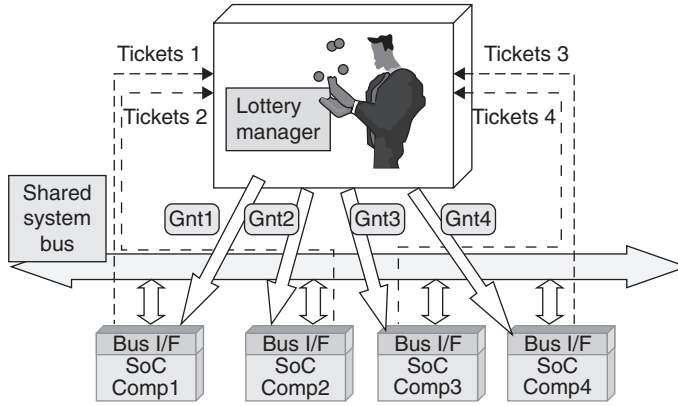 Tickets 1
Tickets 3
Tickets 2
Tickets 4
Lottery
manager
Shared
system
bus
Gnt1
Gnt2
Gnt3
Gnt4
Bus I/F
SoC
Comp1
Bus I/F
SoC
Comp2
Bus I/F
SoC
Comp3
Bus I/F
SoC
Comp4